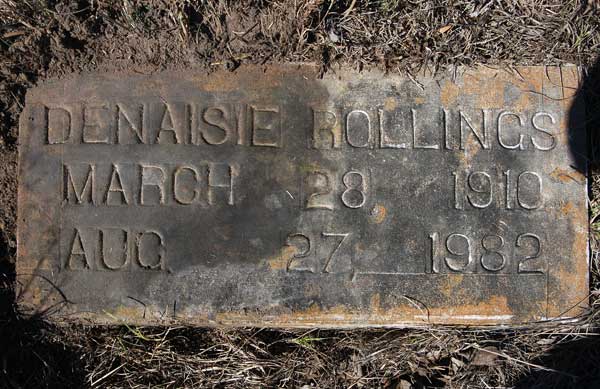 DENAISIE ROLLINGS
MARCH 28 1910
AUG. 27 1982